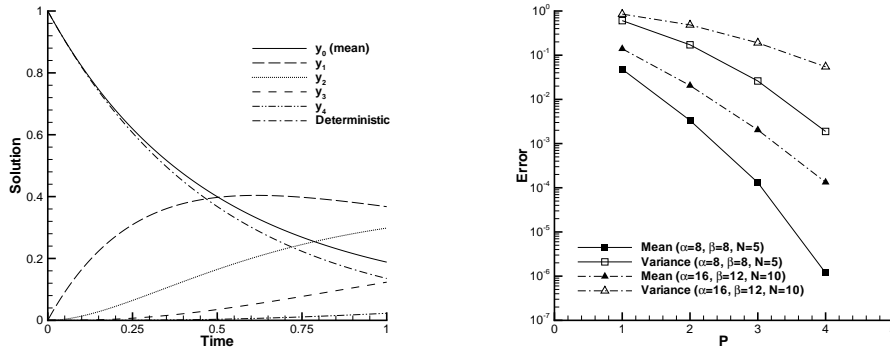 1
0.8
0.6
0.4
0.2
0
Solution
0
0.25
0.5
0.75
1
Time
y0 (mean)
y1
y2
y3
y4
Deterministic
10^0
10^-1
10^-2
10^-3
10^-4
10^-5
10^-6
10^-7
Error
0
1
2
3
4
P
Mean (α=8, β=8, N=5)
Variance (α=8, β=8, N=5)
Mean (α=16, β=12, N=10)
Variance (α=16, β=12, N=10)